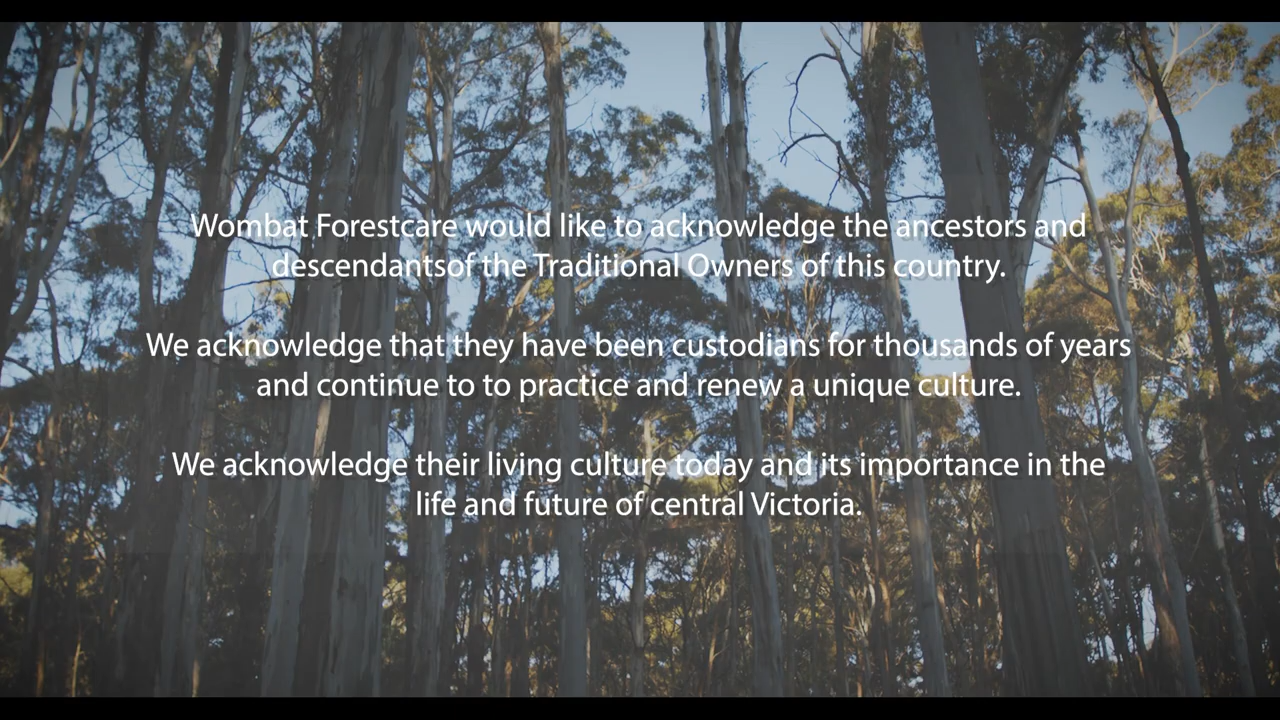 Wombat Forestcare would like to acknowledge the ancestors and
descendantsof the Traditional Owners of this country.
We acknowledge that they have been custodians for thousands of years
and continue to to practice and renew a unique culture.
We acknowledge their living culture today and its importance in the
life and future of central Victoria.